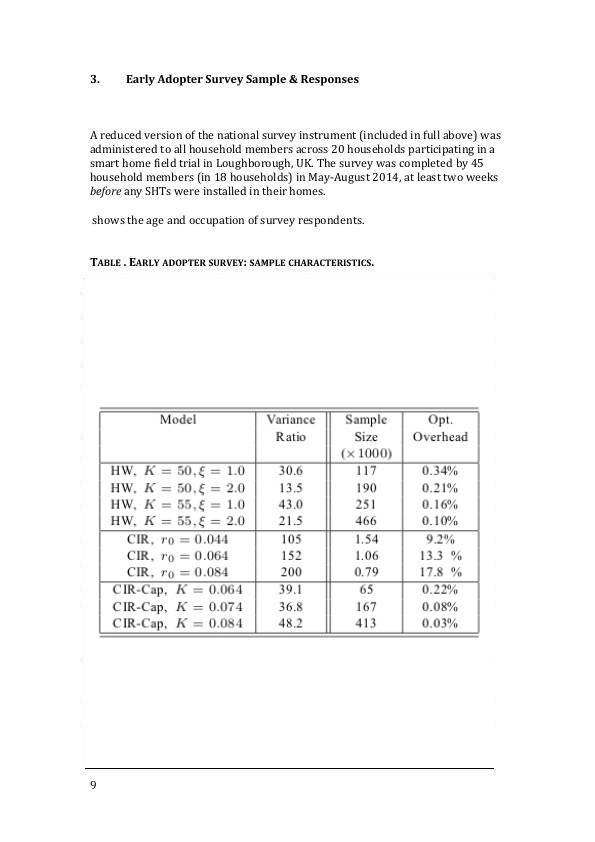 3. Early Adopter Survey Sample & Responses
A reduced version of the national survey instrument (included in full above) was
administered to all household members across 20 households participating in a
smart home field trial in Loughborough, UK. The survey was completed by 45
household members (in 18 households) in May-August 2014, at least two weeks
before any SHTs were installed in their homes.
shows the age and occupation of survey respondents.
TABLE . EARLY ADOPTER SURVEY: SAMPLE CHARACTERISTICS.
Model Variance Sample Opt.
Ratio Size Overhead
(×1000)
HW, K = 50, ξ = 1.0 30.6 117 0.34%
HW, K = 50, ξ = 2.0 13.5 190 0.21%
HW, K = 55, ξ = 1.0 43.0 251 0.16%
HW, K = 55, ξ = 2.0 21.5 466 0.10%
CIR, r0 = 0.044 105 1.54 9.2%
CIR, r0 = 0.064 152 1.06 13.3 %
CIR, r0 = 0.084 200 0.79 17.8 %
CIR-Cap, K = 0.064 39.1 65 0.22%
CIR-Cap, K = 0.074 36.8 167 0.08%
CIR-Cap, K = 0.084 48.2 413 0.03%
9